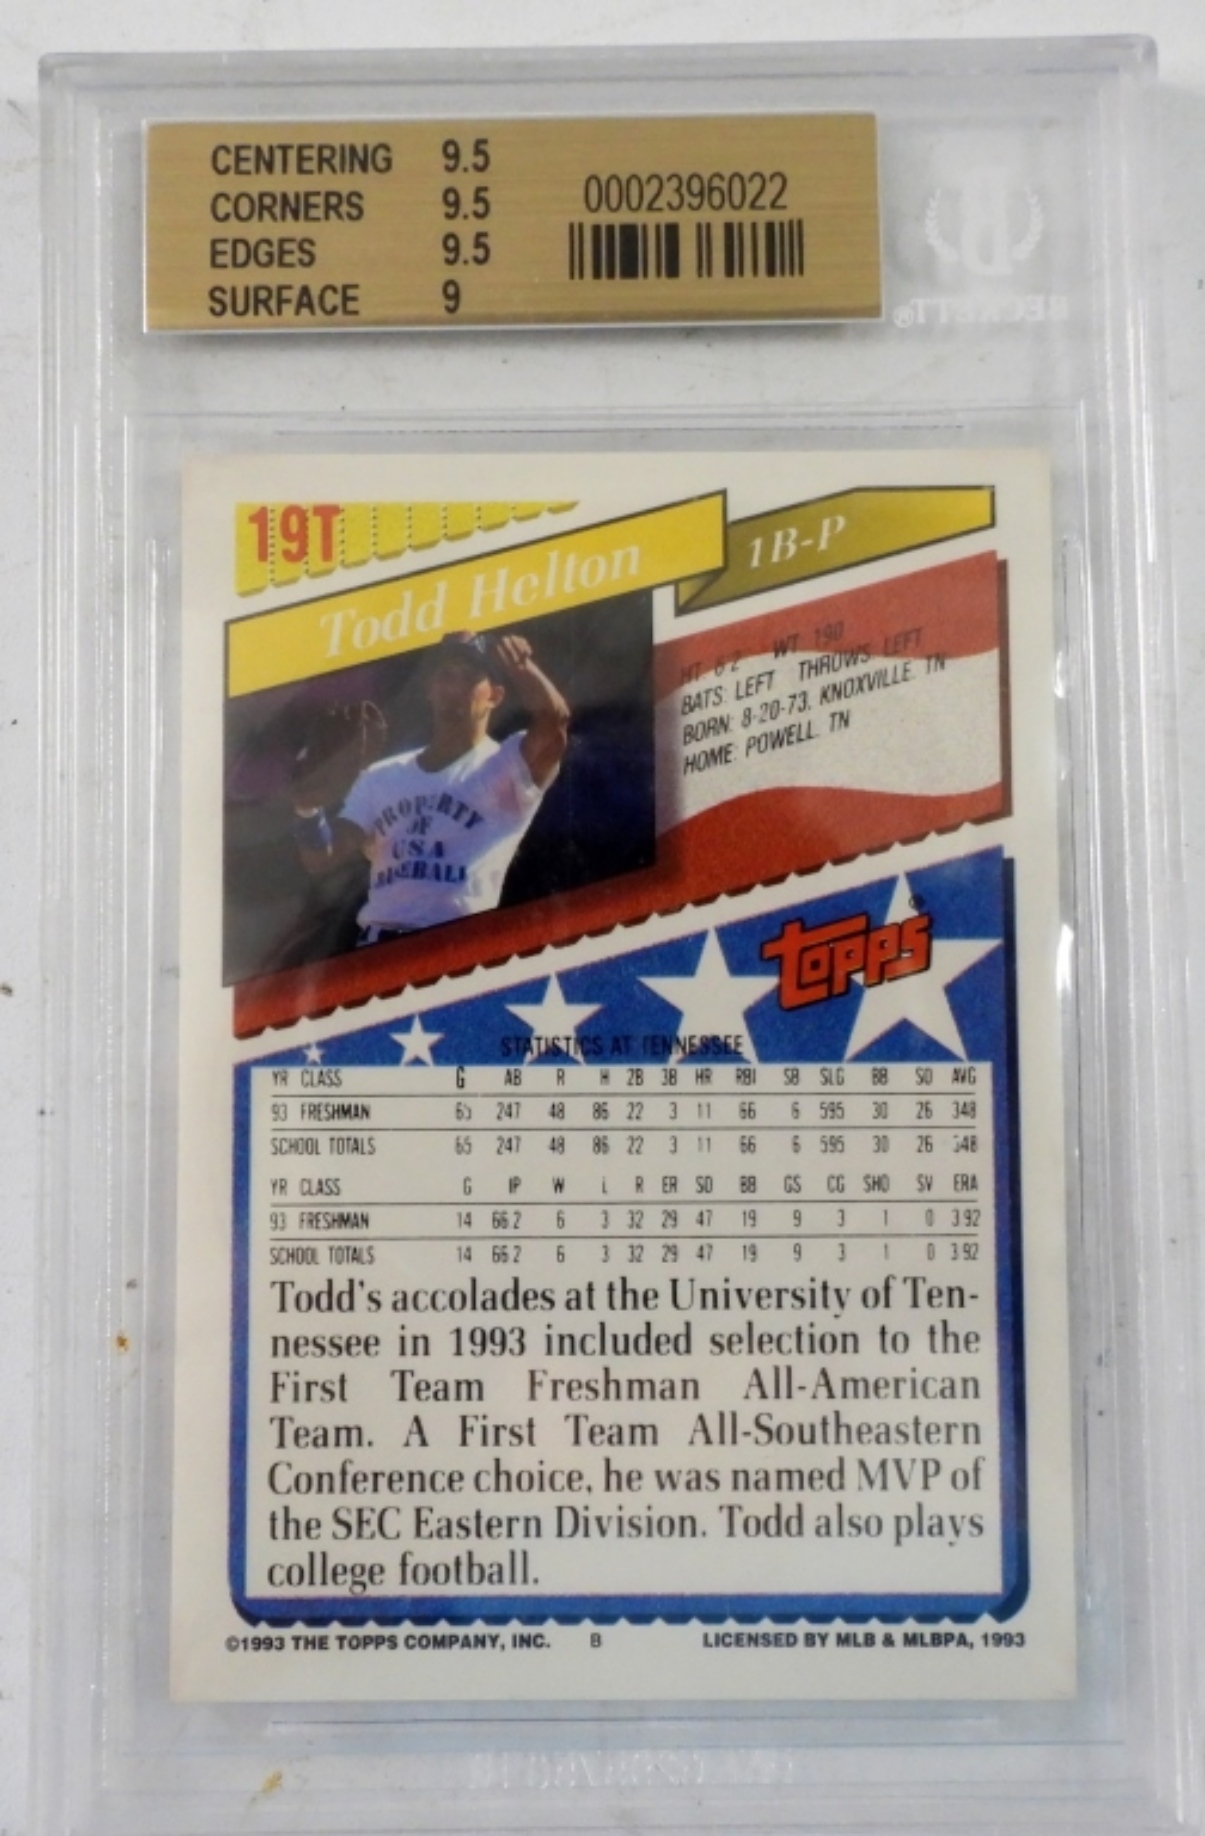 CENTERING 9.5
CORNERS 9.5
EDGES 9.5
SURFACE 9
0002396022
BECKETT®
19T
Todd Helton
1B-P
HT: 6'2" WT: 190
BATS: LEFT THROWS: LEFT
BORN: 8-20-73, KNOXVILLE, TN
HOME: POWELL, TN
PROPERTY
OF
USA
BASEBALL
topps®
STATISTICS AT TENNESSEE
YR CLASS G AB R H 2B 3B HR RBI SB SLG BB SO AVG
93 FRESHMAN 65 247 48 86 22 3 11 66 6 .595 30 26 .348
SCHOOL TOTALS 65 247 48 86 22 3 11 66 6 .595 30 26 .348
YR CLASS G IP W L R ER SO BB GS CG SHO SV ERA
93 FRESHMAN 14 66.2 6 3 32 29 47 19 9 3 1 0 3.92
SCHOOL TOTALS 14 66.2 6 3 32 29 47 19 9 3 1 0 3.92
Todd's accolades at the University of Ten-
nessee in 1993 included selection to the
First Team Freshman All-American
Team. A First Team All-Southeastern
Conference choice, he was named MVP of
the SEC Eastern Division. Todd also plays
college football.
©1993 THE TOPPS COMPANY, INC. B LICENSED BY MLB & MLBPA, 1993